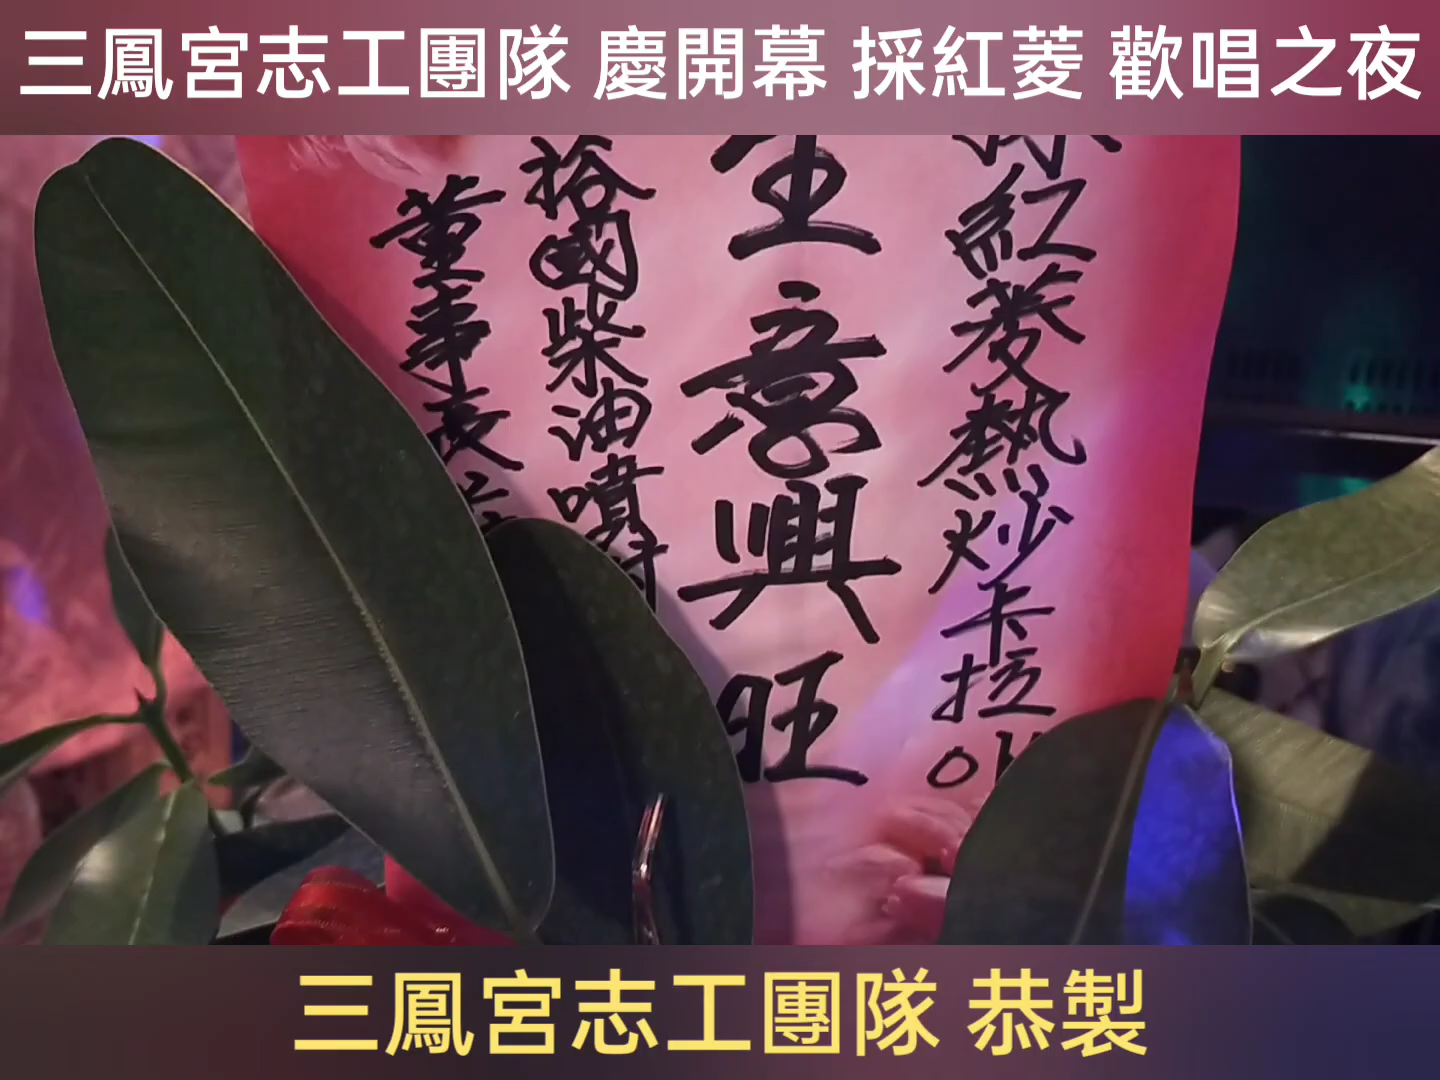 三鳳宮志工團隊 慶開幕 採紅菱 歡唱之夜
採紅菱熱炒卡拉OK
生意興旺
裕國柴油噴射
董事長
三鳳宮志工團隊 恭製